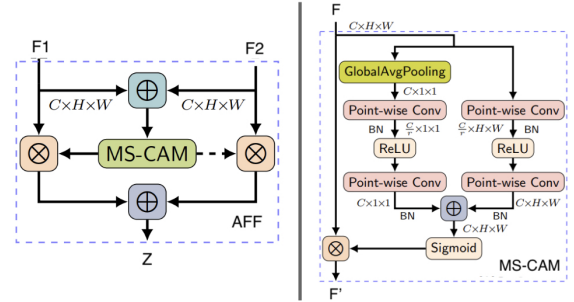 F1
F2
C×H×W
C×H×W
MS-CAM
AFF
Z
F
C×H×W
GlobalAvgPooling
C×1×1
Point-wise Conv
Point-wise Conv
BN
C/r×1×1
C/r×H×W
BN
ReLU
ReLU
Point-wise Conv
Point-wise Conv
C×1×1
BN
BN
C×H×W
C×H×W
Sigmoid
MS-CAM
F'